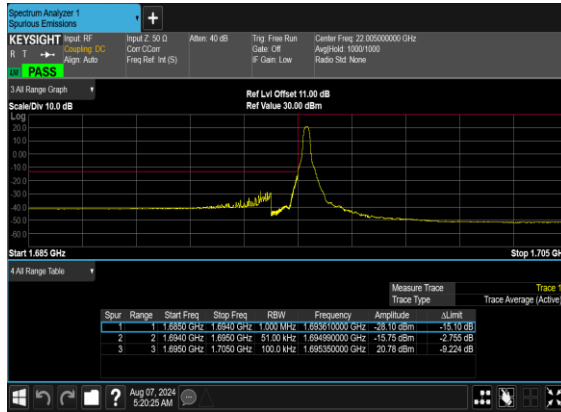 Spectrum Analyzer 1
Spurious Emissions
KEYSIGHT Input: RF Input Z: 50 Ω Atten: 40 dB Trig: Free Run Center Freq: 22.005000000 GHz
R T Coupling: DC Corr CCorr Gate: Off Avg|Hold: 1000/1000
Align: Auto Freq Ref: Int (S) IF Gain: Low Radio Std: None
PASS
3 All Range Graph Ref Lvl Offset 11.00 dB
Scale/Div 10.0 dB Ref Value 30.00 dBm
Log
20.0
10.0
0.00
-10.0
-20.0
-30.0
-40.0
-50.0
-60.0
Start 1.685 GHz Stop 1.705 GH
4 All Range Table
Measure Trace Trace 1
Trace Type Trace Average (Active)
Spur Range Start Freq Stop Freq RBW Frequency Amplitude ΔLimit
1 1 1.6850 GHz 1.6940 GHz 1.000 MHz 1.693610000 GHz -28.10 dBm -15.10 dB
2 2 1.6940 GHz 1.6950 GHz 51.00 kHz 1.694990000 GHz -15.75 dBm -2.755 dB
3 3 1.6950 GHz 1.7050 GHz 100.0 kHz 1.695350000 GHz 20.78 dBm -9.224 dB
Aug 07, 2024
5:20:25 AM